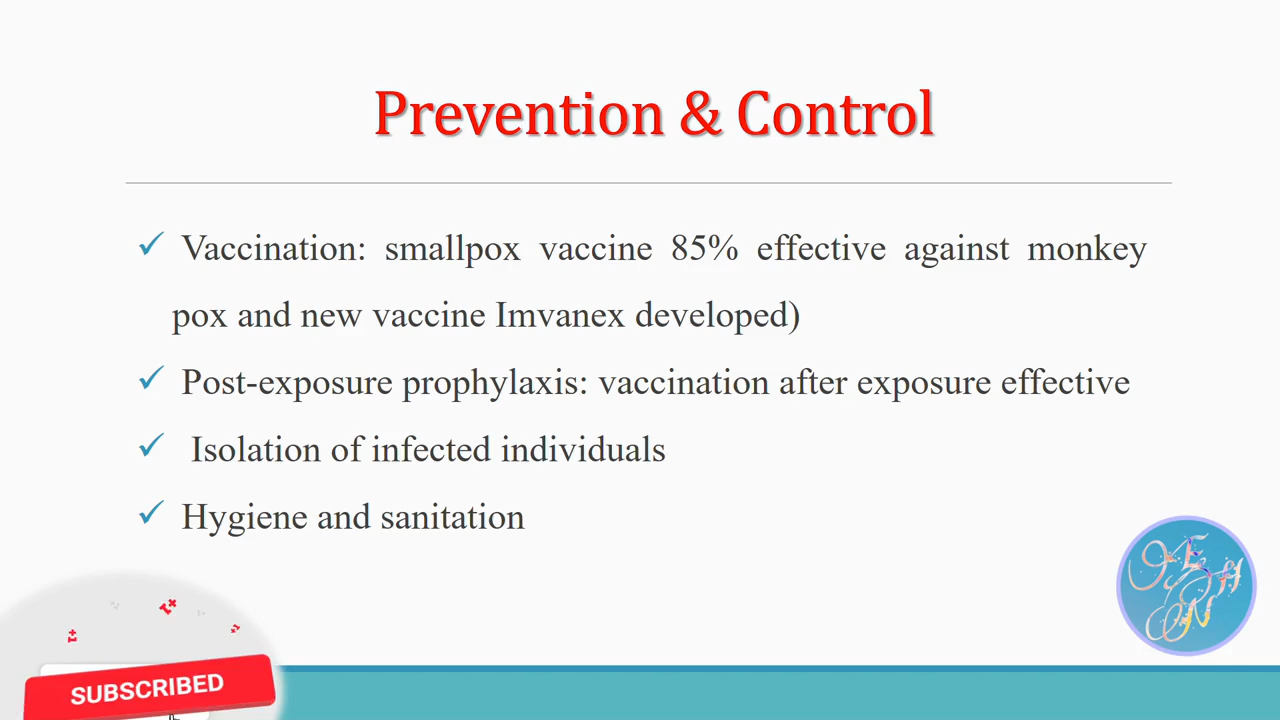 Prevention & Control
✓ Vaccination: smallpox vaccine 85% effective against monkey
pox and new vaccine Imvanex developed)
✓ Post-exposure prophylaxis: vaccination after exposure effective
✓ Isolation of infected individuals
✓ Hygiene and sanitation
SUBSCRIBED